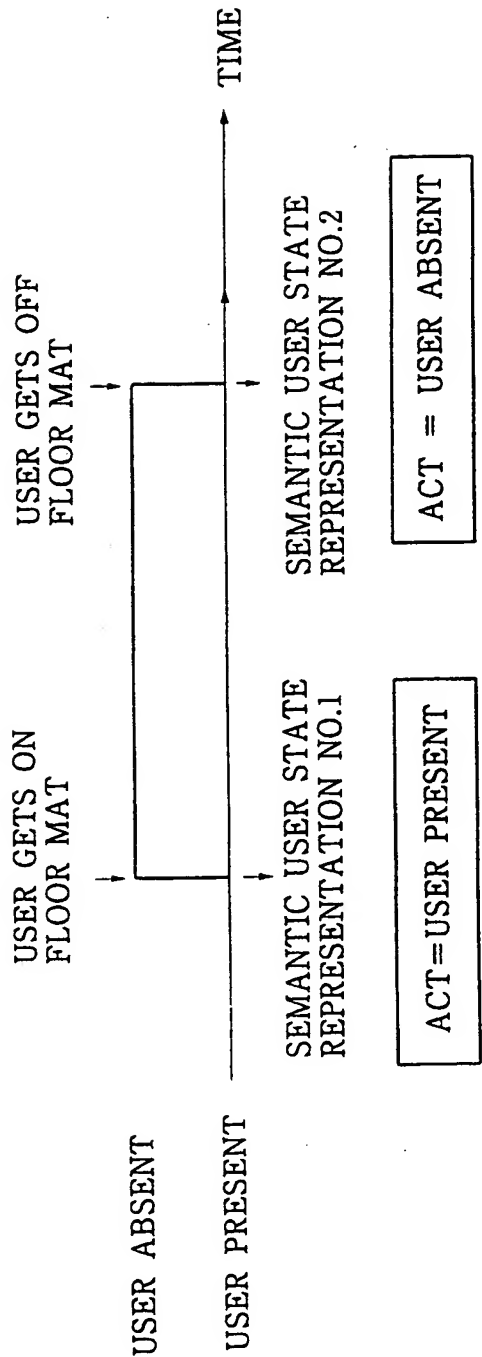 USER GETS ON
FLOOR MAT
USER GETS OFF
FLOOR MAT
USER ABSENT
USER PRESENT
TIME
SEMANTIC USER STATE
REPRESENTATION NO.1
SEMANTIC USER STATE
REPRESENTATION NO.2
ACT=USER PRESENT
ACT = USER ABSENT